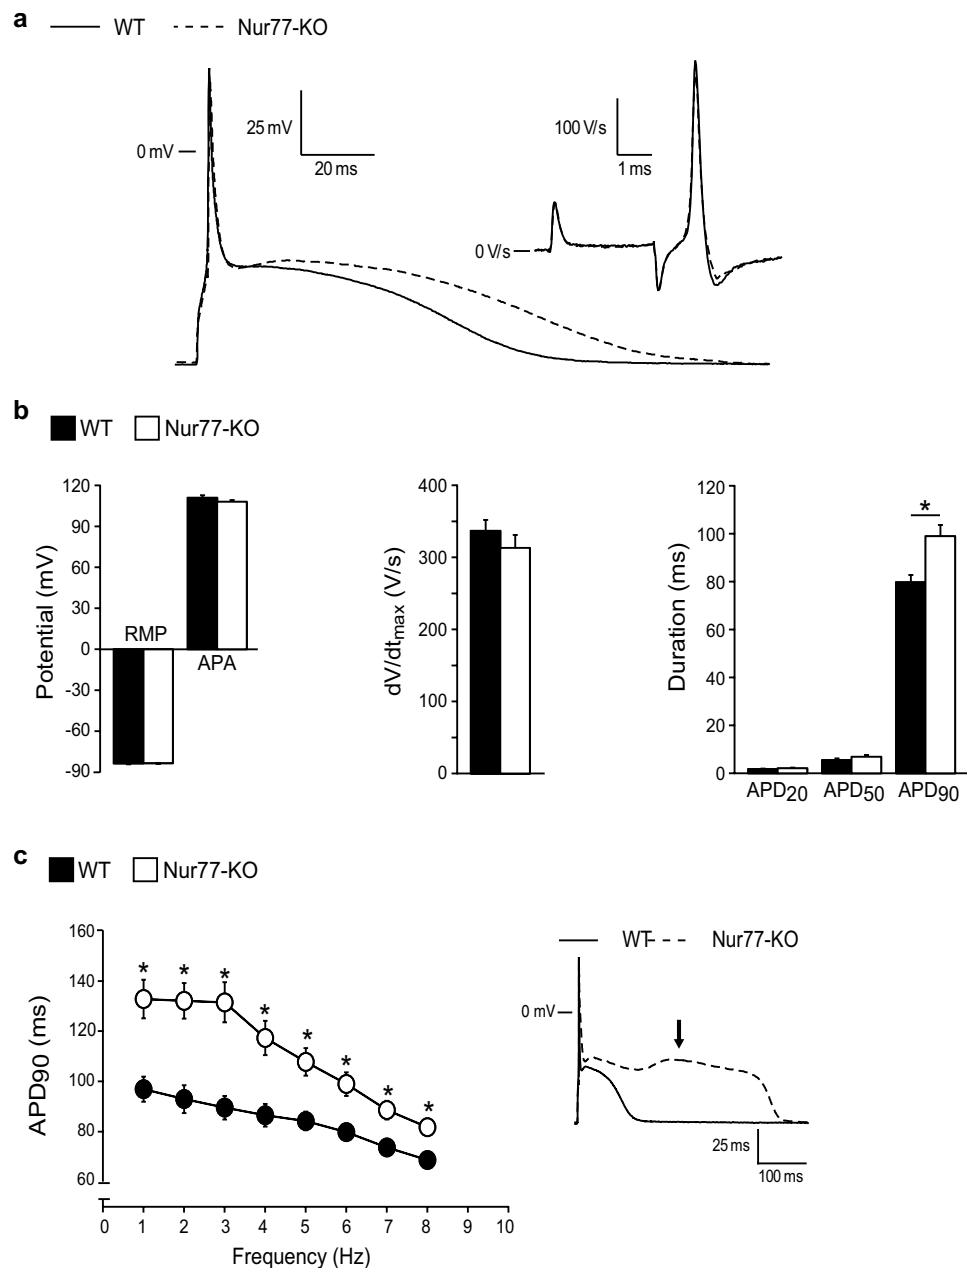 a
WT Nur77-KO
25 mV
20 ms
0 mV
100 V/s
1 ms
0 V/s
b
WT Nur77-KO
120
90
60
30
0
-30
-60
-90
Potential (mV)
RMP
APA
400
300
200
100
0
dV/dtmax (V/s)
120
100
80
60
40
20
0
Duration (ms)
*
APD20 APD50 APD90
c
WT Nur77-KO
160
140
120
100
80
60
APD90 (ms)
* * * * * * * *
0 1 2 3 4 5 6 7 8 9 10
Frequency (Hz)
WT Nur77-KO
0 mV
25 ms
100 ms